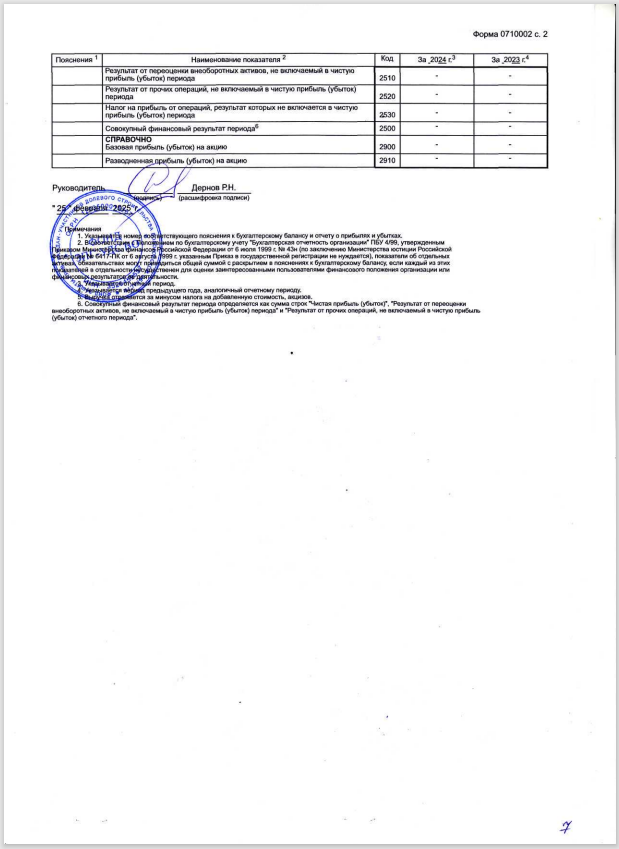 Форма 0710002 с. 2
Пояснения 1 Наименование показателя 2 Код За 2024 г.3 За 2023 г.4
Результат от переоценки внеоборотных активов, не включаемый в чистую
прибыль (убыток) периода 2510 - -
Результат от прочих операций, не включаемый в чистую прибыль (убыток)
периода 2520 - -
Налог на прибыль от операций, результат которых не включается в чистую
прибыль (убыток) периода 2530 - -
Совокупный финансовый результат периода6 2500 - -
СПРАВОЧНО
Базовая прибыль (убыток) на акцию 2900 - -
Разводненная прибыль (убыток) на акцию 2910 - -
Руководитель Дернов Р.Н.
(подпись) (расшифровка подписи)
" 25 " февраля 2025 г.
Примечания
1. Указывается номер соответствующего пояснения к бухгалтерскому балансу и отчету о прибылях и убытках.
2. В соответствии с Положением по бухгалтерскому учету "Бухгалтерская отчетность организации" ПБУ 4/99, утвержденным
Приказом Министерства финансов Российской Федерации от 6 июля 1999 г. № 43н (по заключению Министерства юстиции Российской
Федерации № 6417-ПК от 6 августа 1999 г. указанным Приказ в государственной регистрации не нуждается), показатели об отдельных
активах, обязательствах могут приводиться общей суммой с раскрытием в пояснениях к бухгалтерскому балансу, если каждый из этих
показателей в отдельности несущественен для оценки заинтересованными пользователями финансового положения организации или
финансовых результатов ее деятельности.
3. Указывается отчетный период.
4. Указывается период предыдущего года, аналогичный отчетному периоду.
5. Выручка отражается за минусом налога на добавленную стоимость, акцизов.
6. Совокупный финансовый результат периода определяется как сумма строк "Чистая прибыль (убыток)", "Результат от переоценки
внеоборотных активов, не включаемый в чистую прибыль (убыток) периода" и "Результат от прочих операций, не включаемый в чистую прибыль
(убыток) отчетного периода".
7